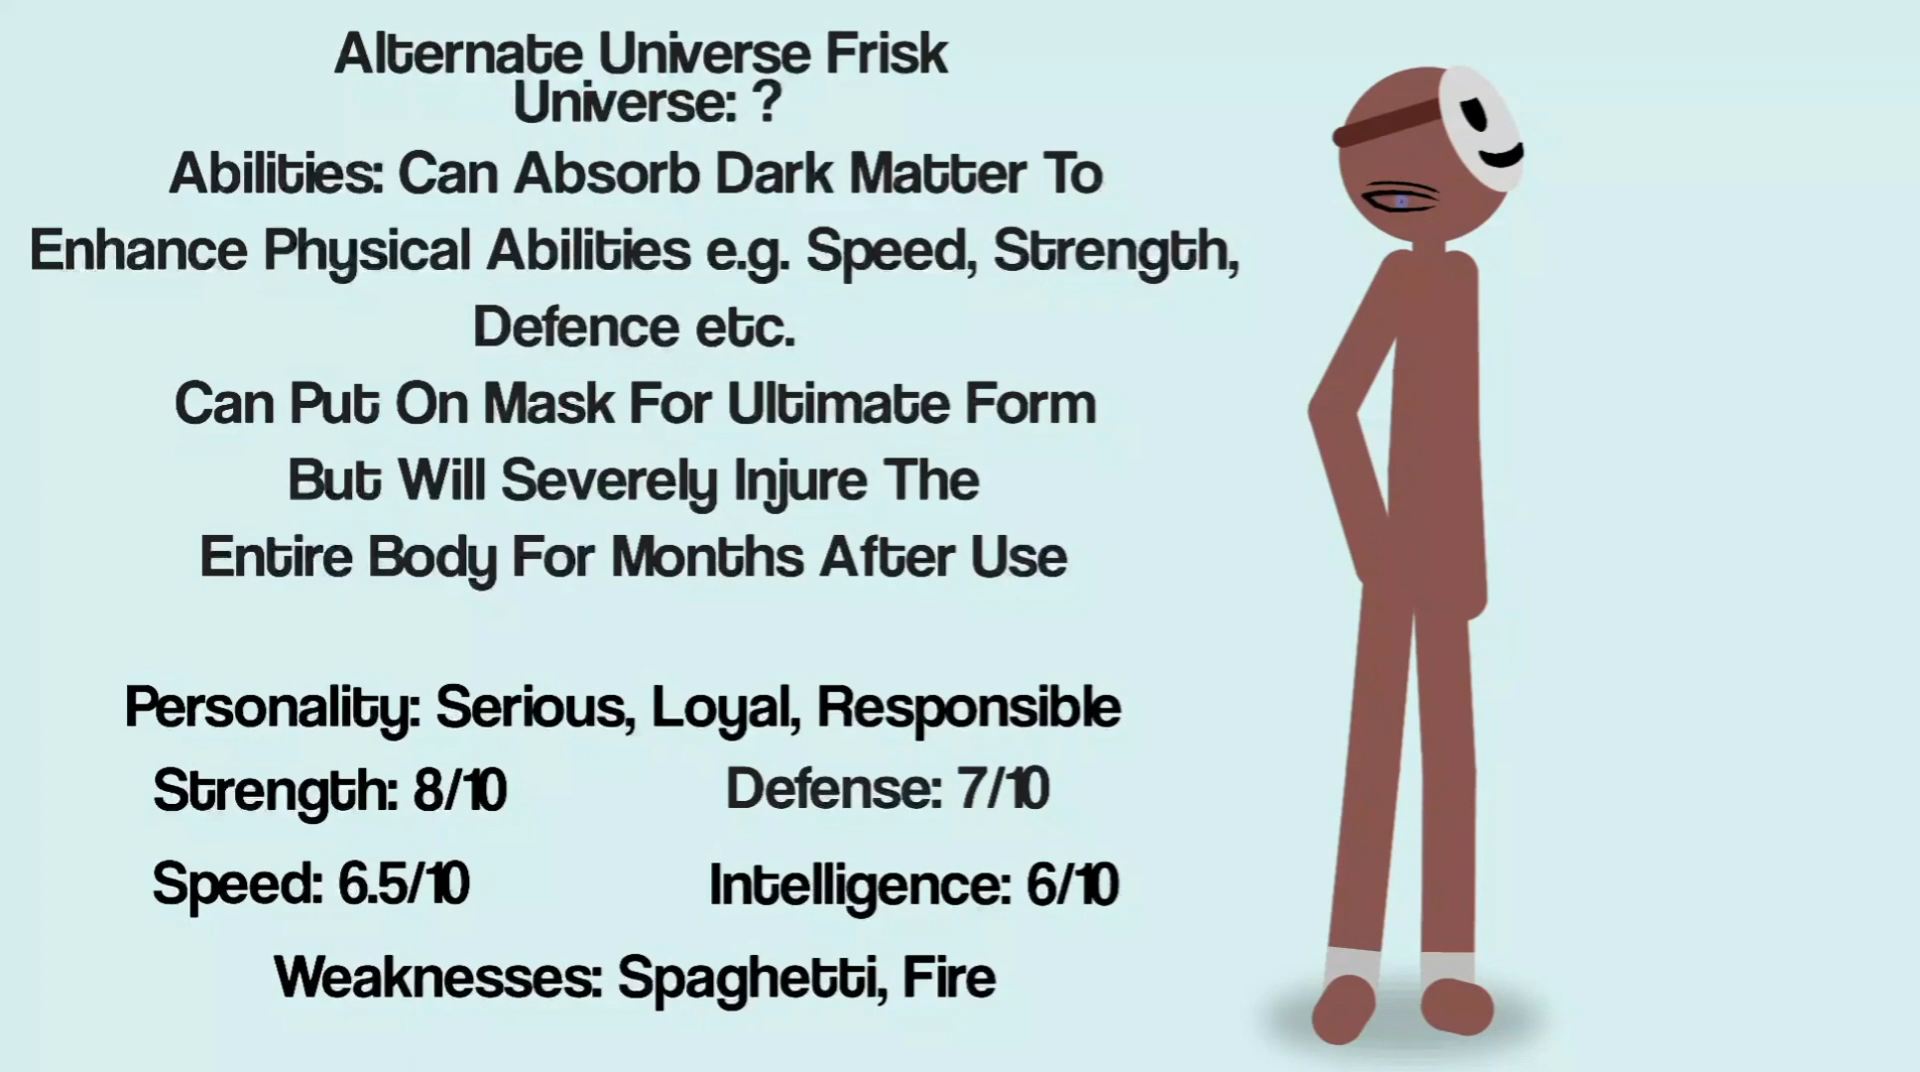 Alternate Universe Frisk
Universe: ?
Abilities: Can Absorb Dark Matter To
Enhance Physical Abilities e.g. Speed, Strength,
Defence etc.
Can Put On Mask For Ultimate Form
But Will Severely Injure The
Entire Body For Months After Use
Personality: Serious, Loyal, Responsible
Strength: 8/10
Defense: 7/10
Speed: 6.5/10
Intelligence: 6/10
Weaknesses: Spaghetti, Fire